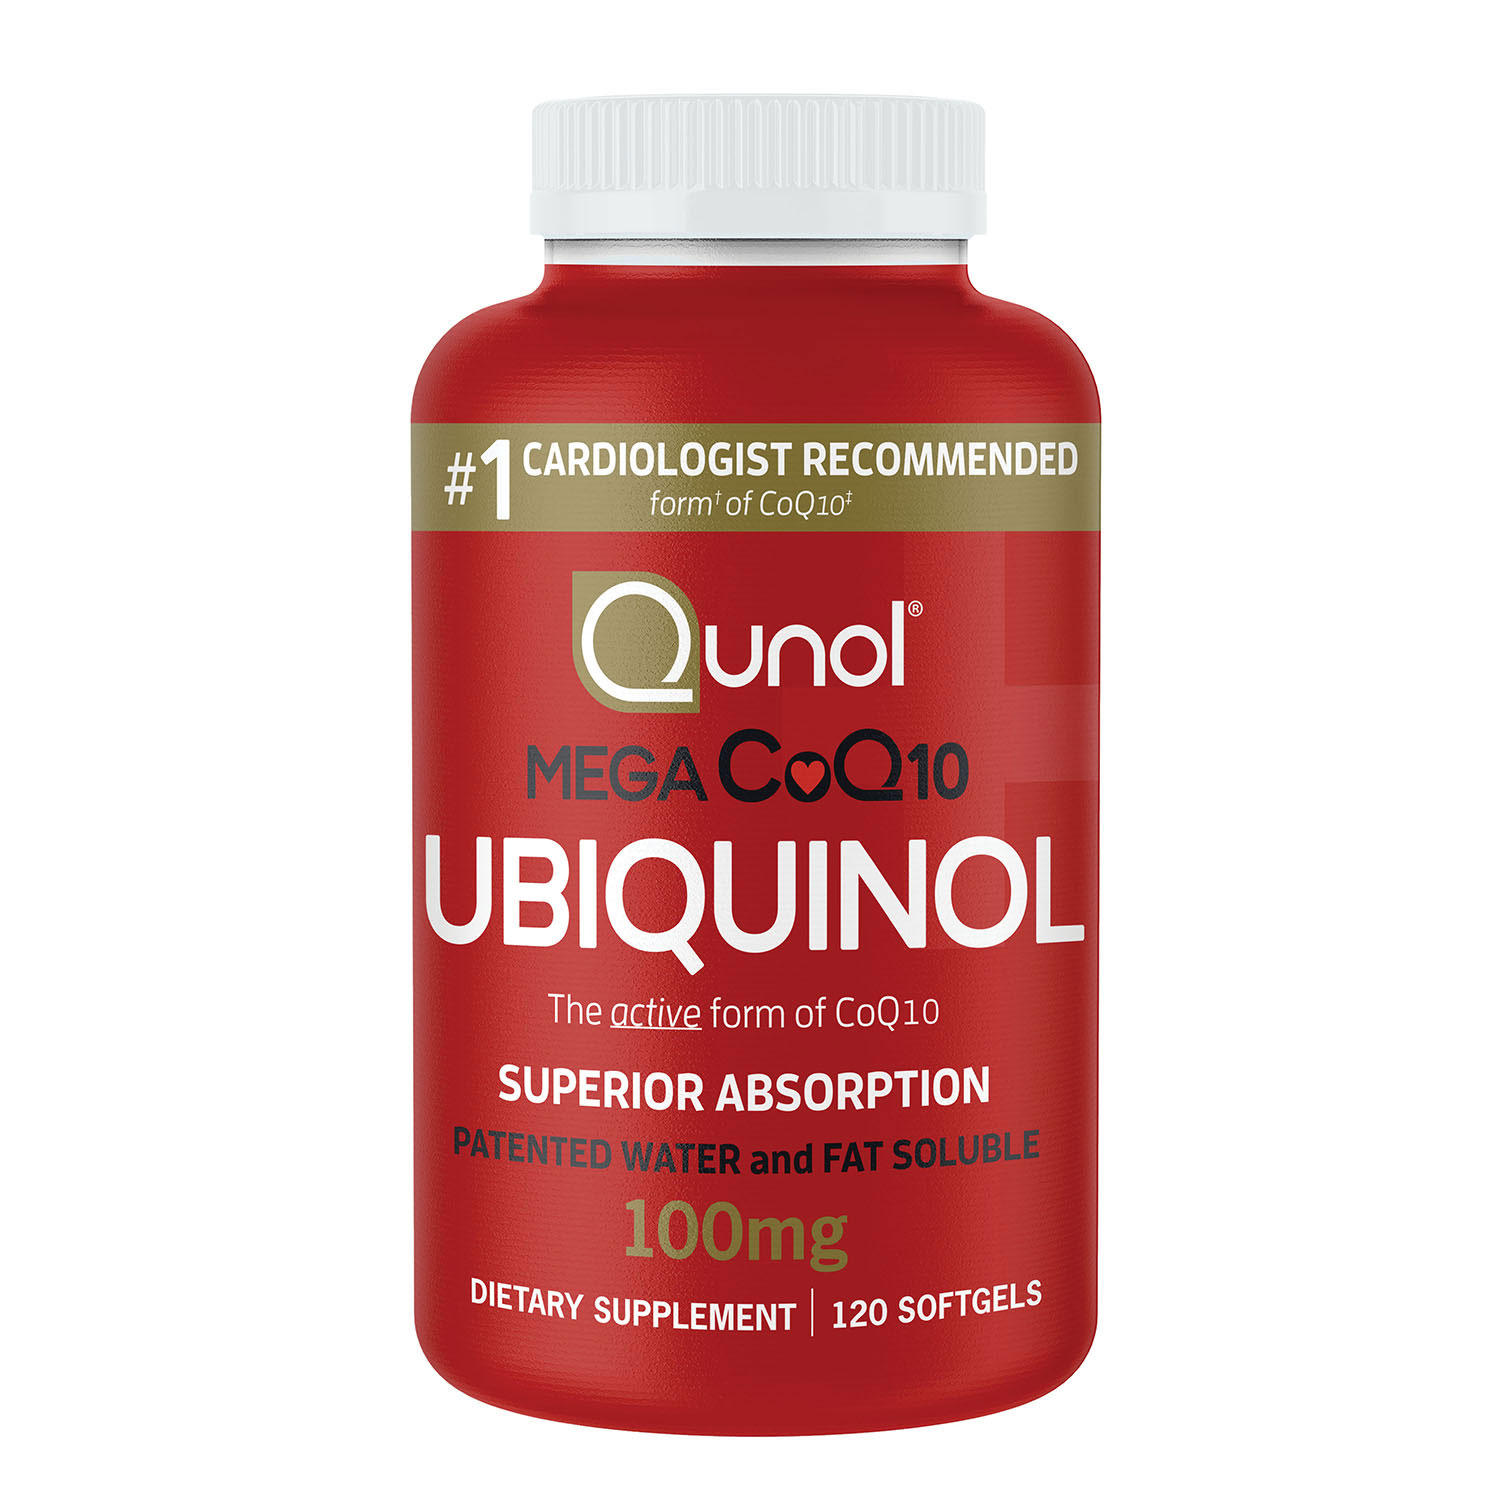 #1 CARDIOLOGIST RECOMMENDED
form† of CoQ10‡
Qunol®
MEGA CoQ10
UBIQUINOL
The active form of CoQ10
SUPERIOR ABSORPTION
PATENTED WATER and FAT SOLUBLE
100mg
DIETARY SUPPLEMENT | 120 SOFTGELS